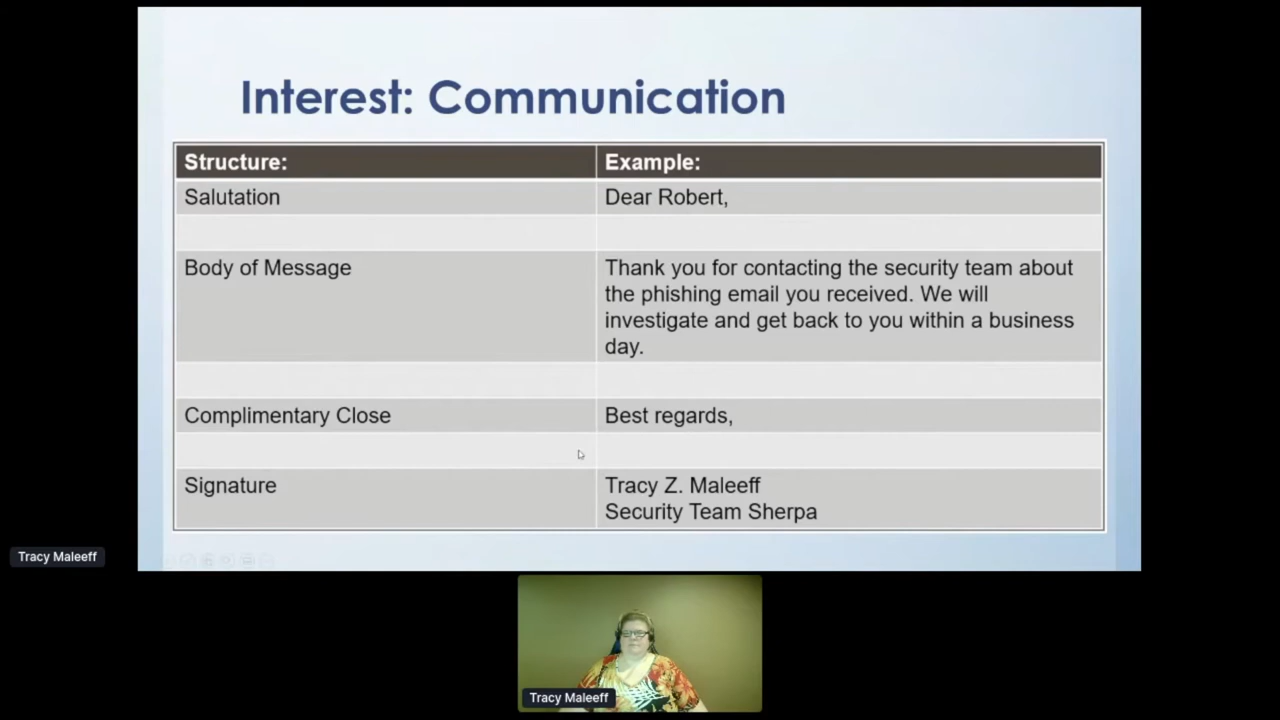 Interest: Communication
Structure:
Example:
Salutation
Dear Robert,
Body of Message
Thank you for contacting the security team about
the phishing email you received. We will
investigate and get back to you within a business
day.
Complimentary Close
Best regards,
Signature
Tracy Z. Maleeff
Security Team Sherpa
Tracy Maleeff
Tracy Maleeff